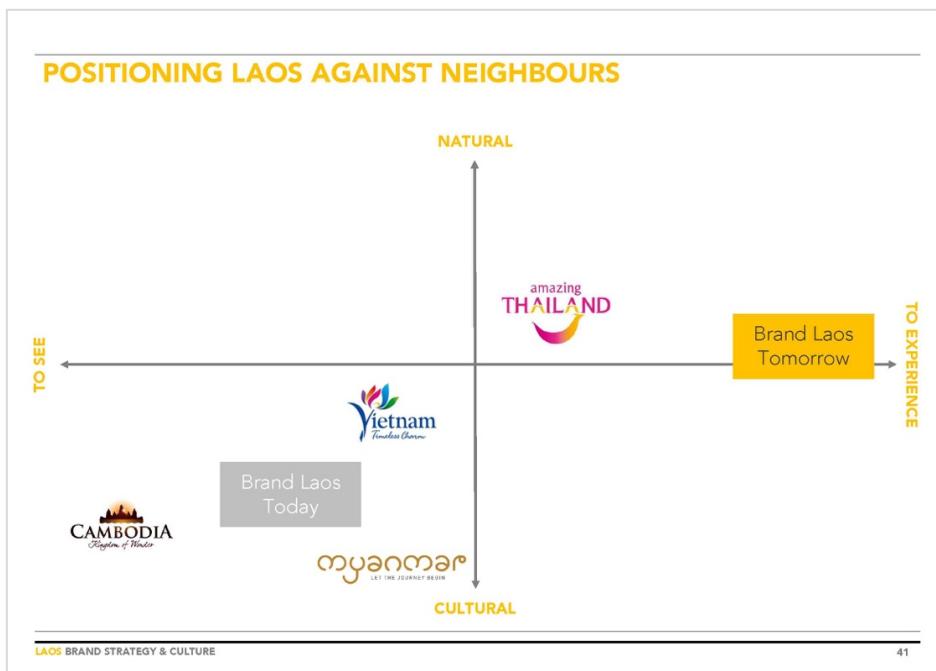 POSITIONING LAOS AGAINST NEIGHBOURS
NATURAL
amazing
THAILAND
TO SEE
Brand Laos
Tomorrow
TO EXPERIENCE
Vietnam
Timeless Charm
Brand Laos
Today
CAMBODIA
Kingdom of Wonder
myanmar
LET THE JOURNEY BEGIN
CULTURAL
LAOS BRAND STRATEGY & CULTURE
41